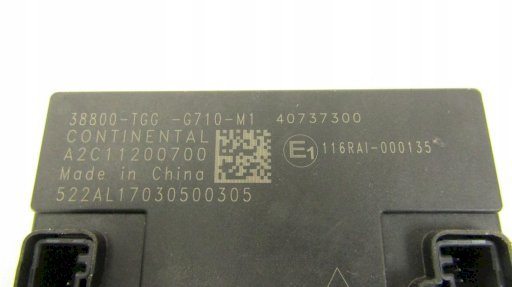 38800-TGG -G710-M1 40737300
CONTINENTAL
A2C11200700
Made in China
522AL17030500305
E1
116RAI-000135